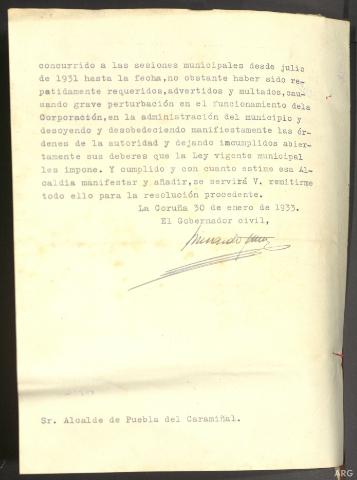 concurrido a las sesiones municipales desde julio
de 1931 hasta la fecha,no obstante haber sido re-
patidamente requeridos,advertidos y multados,cau-
sando grave perturbación en el funcionamiento dela
Corporación,en la administración del municipio y
desoyendo y desobedeciendo manifiestamente las ór-
denes de la autoridad y dejando incumplidos abier-
tamente sus deberes que la Ley vigente municipal
les impone. Y cumplido y con cuanto estime esa Al-
caldia manifestar y añadir,se servirá V. remitirme
todo ello para la resolución procedente.
La Coruña 30 de enero de 1933.
El Gobernador civil,
Sr. Alcalde de Puebla del Caramiñal.
ARG